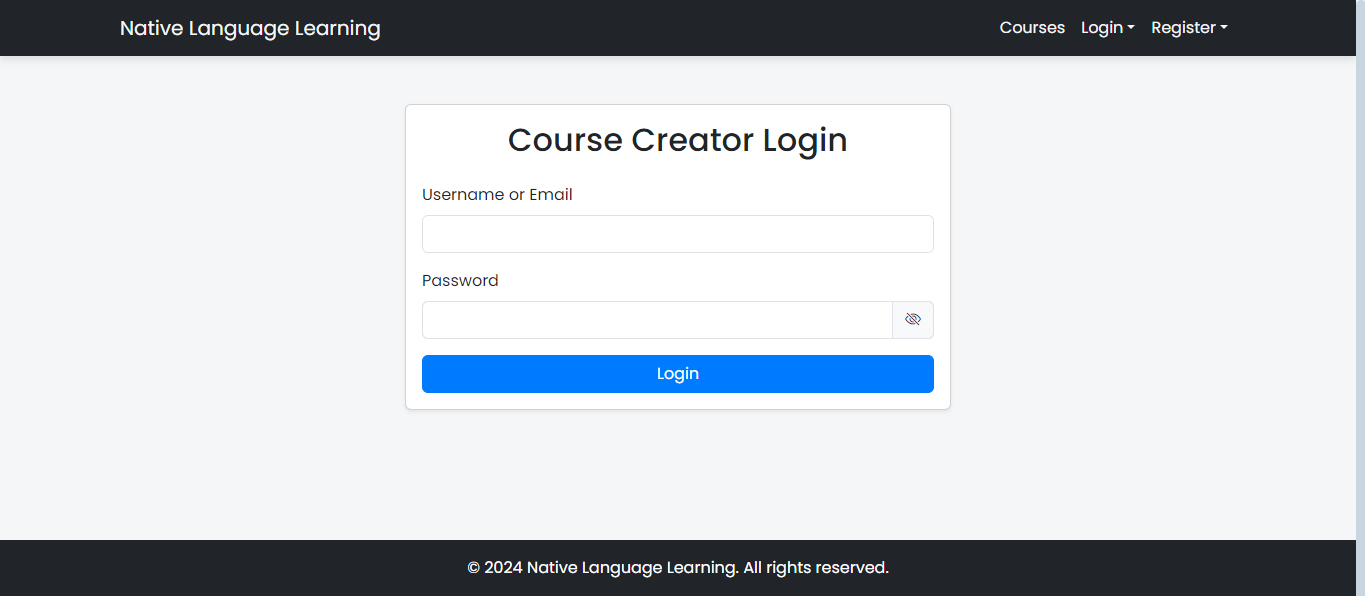 Native Language Learning
Courses Login Register
Course Creator Login
Username or Email
Password
Login
© 2024 Native Language Learning. All rights reserved.